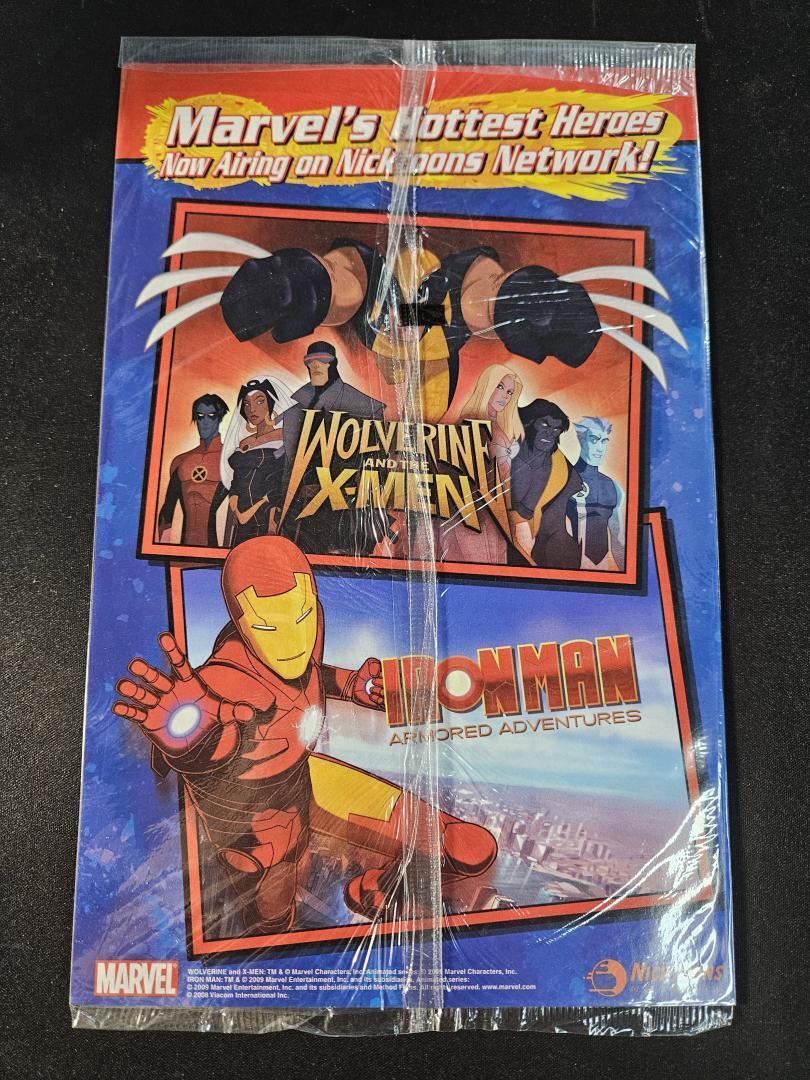 Marvel's Hottest Heroes
Now Airing on Nicktoons Network!
WOLVERINE
AND THE
X-MEN
IRON MAN
ARMORED ADVENTURES
MARVEL
WOLVERINE and X-MEN: TM & © Marvel Characters, Inc. Animated series: © 2009 Marvel Characters, Inc.
IRON MAN: TM & © 2009 Marvel Entertainment, Inc. and its subsidiaries. Animated series:
© 2009 Marvel Entertainment, Inc. and its subsidiaries and Method Films. All rights reserved. www.marvel.com
© 2008 Viacom International Inc.
NICKTOONS